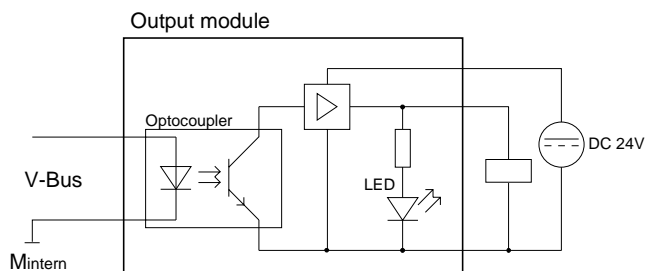 Output module
Optocoupler
DC 24V
V-Bus
LED
Mintern